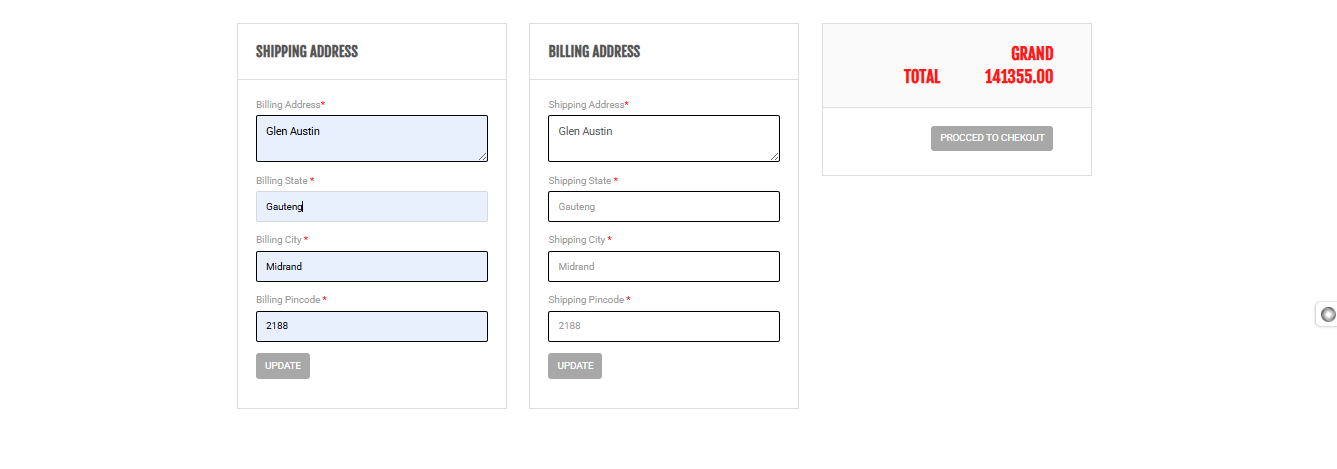 SHIPPING ADDRESS
Billing Address*
Glen Austin
Billing State *
Gauteng
Billing City *
Midrand
Billing Pincode *
2188
UPDATE
BILLING ADDRESS
Shipping Address*
Glen Austin
Shipping State *
Gauteng
Shipping City *
Midrand
Shipping Pincode *
2188
UPDATE
GRAND
TOTAL 141355.00
PROCCED TO CHEKOUT